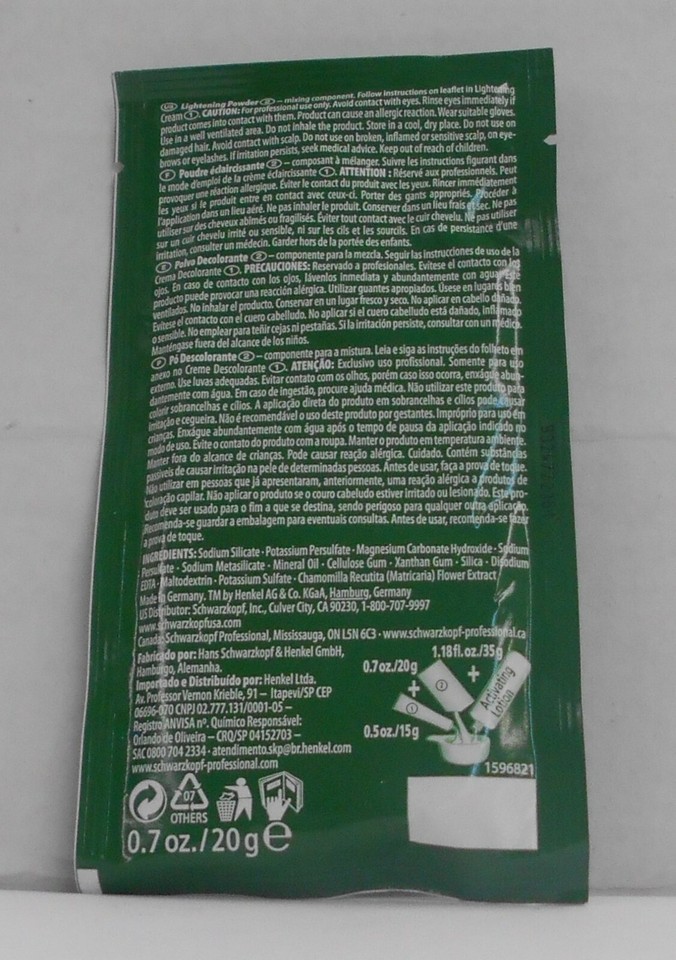 US Lightening Powder 2 – mixing component. Follow instructions on leaflet in Lightening
Cream 1. CAUTION: For professional use only. Avoid contact with eyes. Rinse eyes immediately if
product comes into contact with them. Product can cause an allergic reaction. Wear suitable gloves.
Use in a well ventilated area. Do not inhale the product. Store in a cool, dry place. Do not use on
damaged hair. Avoid contact with scalp. Do not use on broken, inflamed or sensitive scalp, on eye-
brows or eyelashes. If irritation persists, seek medical advice. Keep out of reach of children.
F Poudre éclaircissante 2 – composant à mélanger. Suivre les instructions figurant dans
le mode d'emploi de la crème éclaircissante 1. ATTENTION : Réservé aux professionnels. Peut
provoquer une réaction allergique. Éviter le contact du produit avec les yeux. Rincer immédiatement
les yeux si le produit entre en contact avec ceux-ci. Porter des gants appropriés. Procéder à
l'application dans un lieu aéré. Ne pas inhaler le produit. Conserver dans un lieu frais et sec. Ne pas
utiliser sur des cheveux abîmés ou fragilisés. Éviter tout contact avec le cuir chevelu. Ne pas utiliser
sur un cuir chevelu irrité ou sensible, ni sur les cils et les sourcils. En cas de persistance d'une
irritation, consulter un médecin. Garder hors de la portée des enfants.
E Polvo Decolorante 2 – componente para la mezcla. Seguir las instrucciones de uso de la
Crema Decolorante 1. PRECAUCIONES: Reservado a profesionales. Evítese el contacto con los
ojos. En caso de contacto con los ojos, lávenlos inmediata y abundantemente con agua. Este
producto puede provocar una reacción alérgica. Utilizar guantes apropiados. Úsese en lugares bien
ventilados. No inhalar el producto. Conservar en un lugar fresco y seco. No aplicar en cabello dañado.
Evítese el contacto con el cuero cabelludo. No aplicar si el cuero cabelludo está dañado, inflamado
o sensible. No emplear para teñir cejas ni pestañas. Si la irritación persiste, consultar con un médico.
Manténgase fuera del alcance de los niños.
P Pó Descolorante 2 – componente para a mistura. Leia e siga as instruções do folheto em
anexo no Creme Descolorante 1. ATENÇÃO: Exclusivo uso profissional. Somente para uso
externo. Use luvas adequadas. Evitar contato com os olhos, porém caso isso ocorra, enxágüe abun-
dantemente com água. Em caso de ingestão, procure ajuda médica. Não utilizar este produto para
colorir sobrancelhas e cílios. A aplicação direta do produto em sobrancelhas e cílios pode causar
irritação e cegueira. Não é recomendável o uso deste produto por gestantes. Impróprio para uso em
crianças. Enxágue abundantemente com água após o tempo de pausa da aplicação indicado no
modo de uso. Evite o contato do produto com a roupa. Manter o produto em temperatura ambiente.
Manter fora do alcance de crianças. Pode causar reação alérgica. Cuidado. Contém substâncias
passíveis de causar irritação na pele de determinadas pessoas. Antes de usar, faça a prova de toque.
Não utilizar em pessoas que já apresentaram, anteriormente, uma reação alérgica a produtos de
coloração capilar. Não aplicar o produto se o couro cabeludo estiver irritado ou lesionado. Este pro-
duto deve ser usado para o fim a que se destina, sendo perigoso para qualquer outra aplicação.
Recomenda-se guardar a embalagem para eventuais consultas. Antes de usar, recomenda-se fazer
a prova de toque.
INGREDIENTS: Sodium Silicate · Potassium Persulfate · Magnesium Carbonate Hydroxide · Sodium
Persulfate · Sodium Metasilicate · Mineral Oil · Cellulose Gum · Xanthan Gum · Silica · Disodium
EDTA · Maltodextrin · Potassium Sulfate · Chamomilla Recutita (Matricaria) Flower Extract
Made in Germany. TM by Henkel AG & Co. KGaA, Hamburg, Germany
US Distributor: Schwarzkopf, Inc., Culver City, CA 90230, 1-800-707-9997
www.schwarzkopfusa.com
Canada: Schwarzkopf Professional, Mississauga, ON L5N 6C3 · www.schwarzkopf-professional.ca
Fabricado por: Hans Schwarzkopf & Henkel GmbH,
Hamburgo, Alemanha.
Importado e Distribuído por: Henkel Ltda.
Av. Professor Vernon Krieble, 91 – Itapevi/SP CEP
06696-070 CNPJ 02.777.131/0001-05 –
Registro ANVISA nº. Químico Responsável:
Orlando de Oliveira – CRQ/SP 04152703 –
SAC 0800 704 2334 · atendimento.skp@br.henkel.com
www.schwarzkopf-professional.com
1.18 fl.oz./35g
0.7oz./20g
+
+
2
1
Activating
Lotion
0.5oz./15g
1596821
07
OTHERS
0.7 oz./20 g e